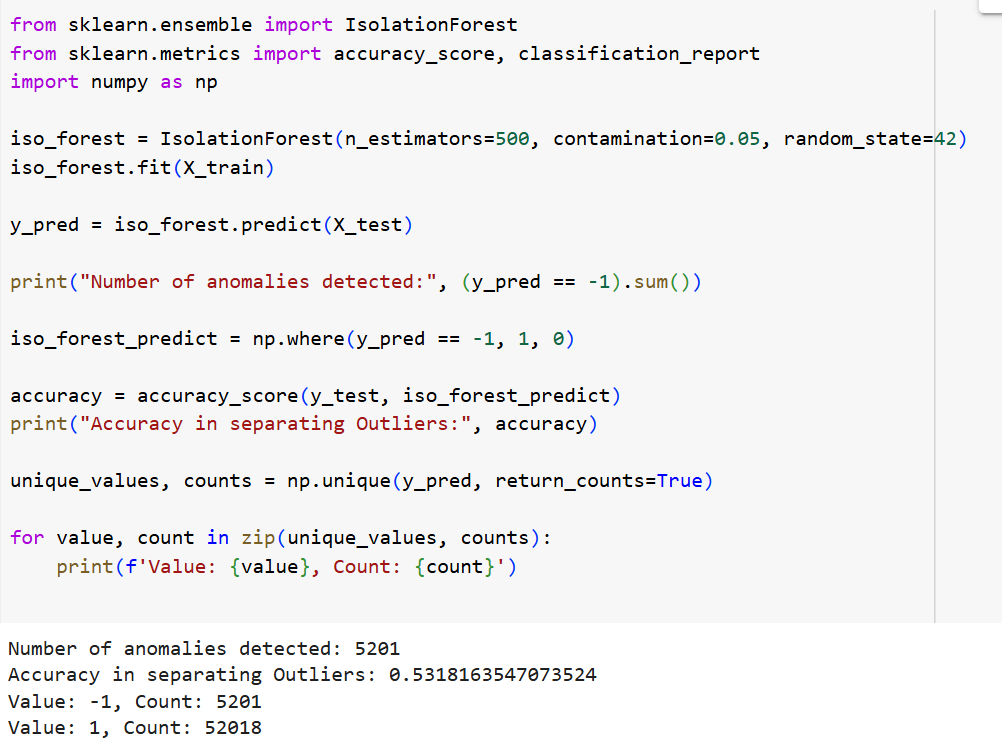 from sklearn.ensemble import IsolationForest
from sklearn.metrics import accuracy_score, classification_report
import numpy as np
iso_forest = IsolationForest(n_estimators=500, contamination=0.05, random_state=42)
iso_forest.fit(X_train)
y_pred = iso_forest.predict(X_test)
print("Number of anomalies detected:", (y_pred == -1).sum())
iso_forest_predict = np.where(y_pred == -1, 1, 0)
accuracy = accuracy_score(y_test, iso_forest_predict)
print("Accuracy in separating Outliers:", accuracy)
unique_values, counts = np.unique(y_pred, return_counts=True)
for value, count in zip(unique_values, counts):
    print(f'Value: {value}, Count: {count}')
Number of anomalies detected: 5201
Accuracy in separating Outliers: 0.5318163547073524
Value: -1, Count: 5201
Value: 1, Count: 52018